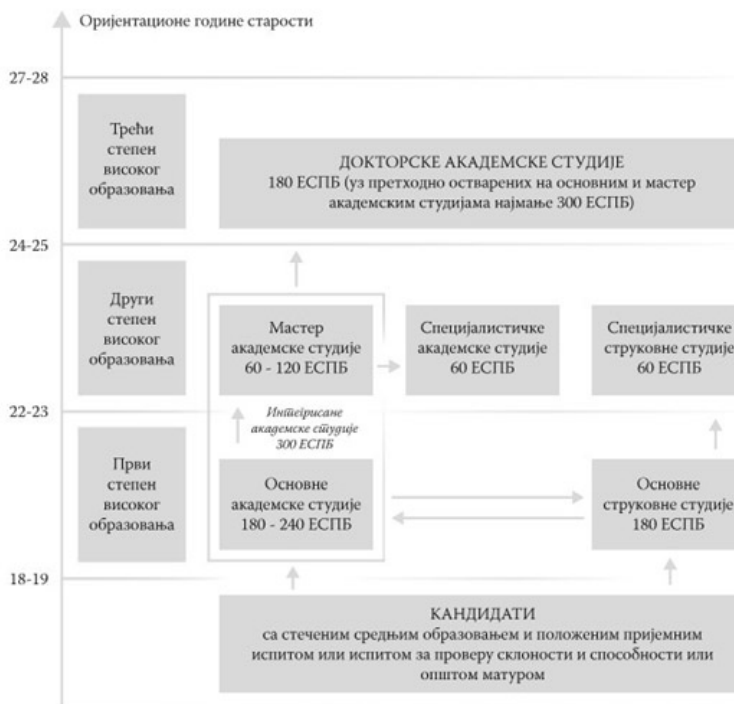 Оријентационе године старости
27-28
Трећи
степен
високог
образовања
ДОКТОРСКЕ АКАДЕМСКЕ СТУДИЈЕ
180 ЕСПБ (уз претходно остварених на основним и мастер
академским студијама најмање 300 ЕСПБ)
24-25
Други
степен
високог
образовања
Мастер
академске студије
60 - 120 ЕСПБ
Специјалистичке
академске студије
60 ЕСПБ
Специјалистичке
струковне студије
60 ЕСПБ
22-23
Интегрисане
академске студије
300 ЕСПБ
Први
степен
високог
образовања
Основне
академске студије
180 - 240 ЕСПБ
Основне
струковне студије
180 ЕСПБ
18-19
КАНДИДАТИ
са стеченим средњим образовањем и положеним пријемним
испитом или испитом за проверу склоности и способности или
општом матуром